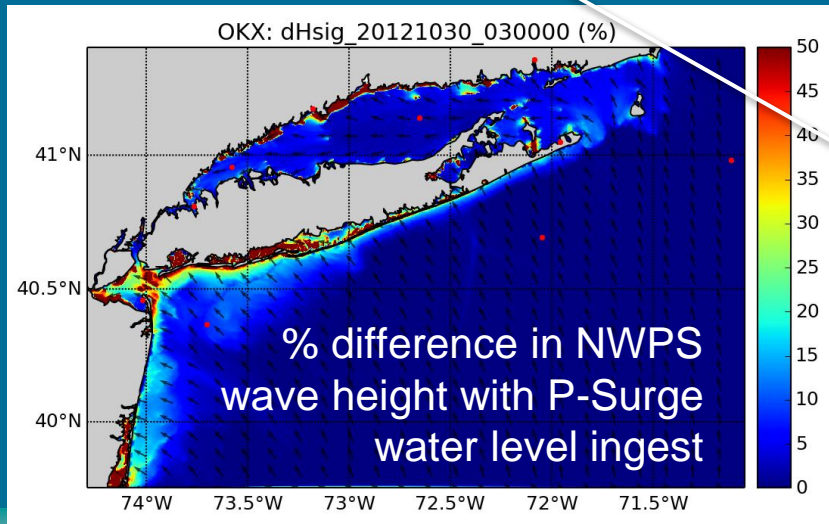 OKX: dHsig_20121030_030000 (%)
50
45
40
35
30
25
20
15
10
5
0
41°N
40.5°N
40°N
% difference in NWPS
wave height with P-Surge
water level ingest
74°W 73.5°W 73°W 72.5°W 72°W 71.5°W